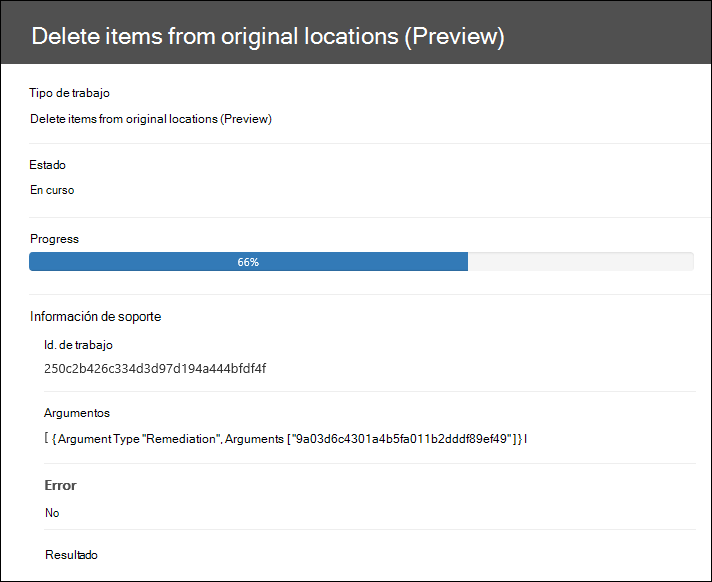 Delete items from original locations (Preview)
Tipo de trabajo
Delete items from original locations (Preview)
Estado
En curso
Progress
66%
Información de soporte
Id. de trabajo
250c2b426c334d3d97d194a444bfdf4f
Argumentos
[ { Argument Type "Remediation", Arguments [ "9a03d6c4301a4b5fa011b2dddf89ef49" ] } I
Error
No
Resultado